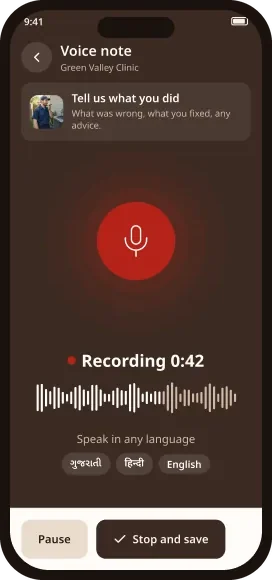 9:41
Voice note
Green Valley Clinic
Tell us what you did
What was wrong, what you fixed, any
advice.
Recording 0:42
Speak in any language
ગુજરાતી
हिन्दी
English
Pause
Stop and save